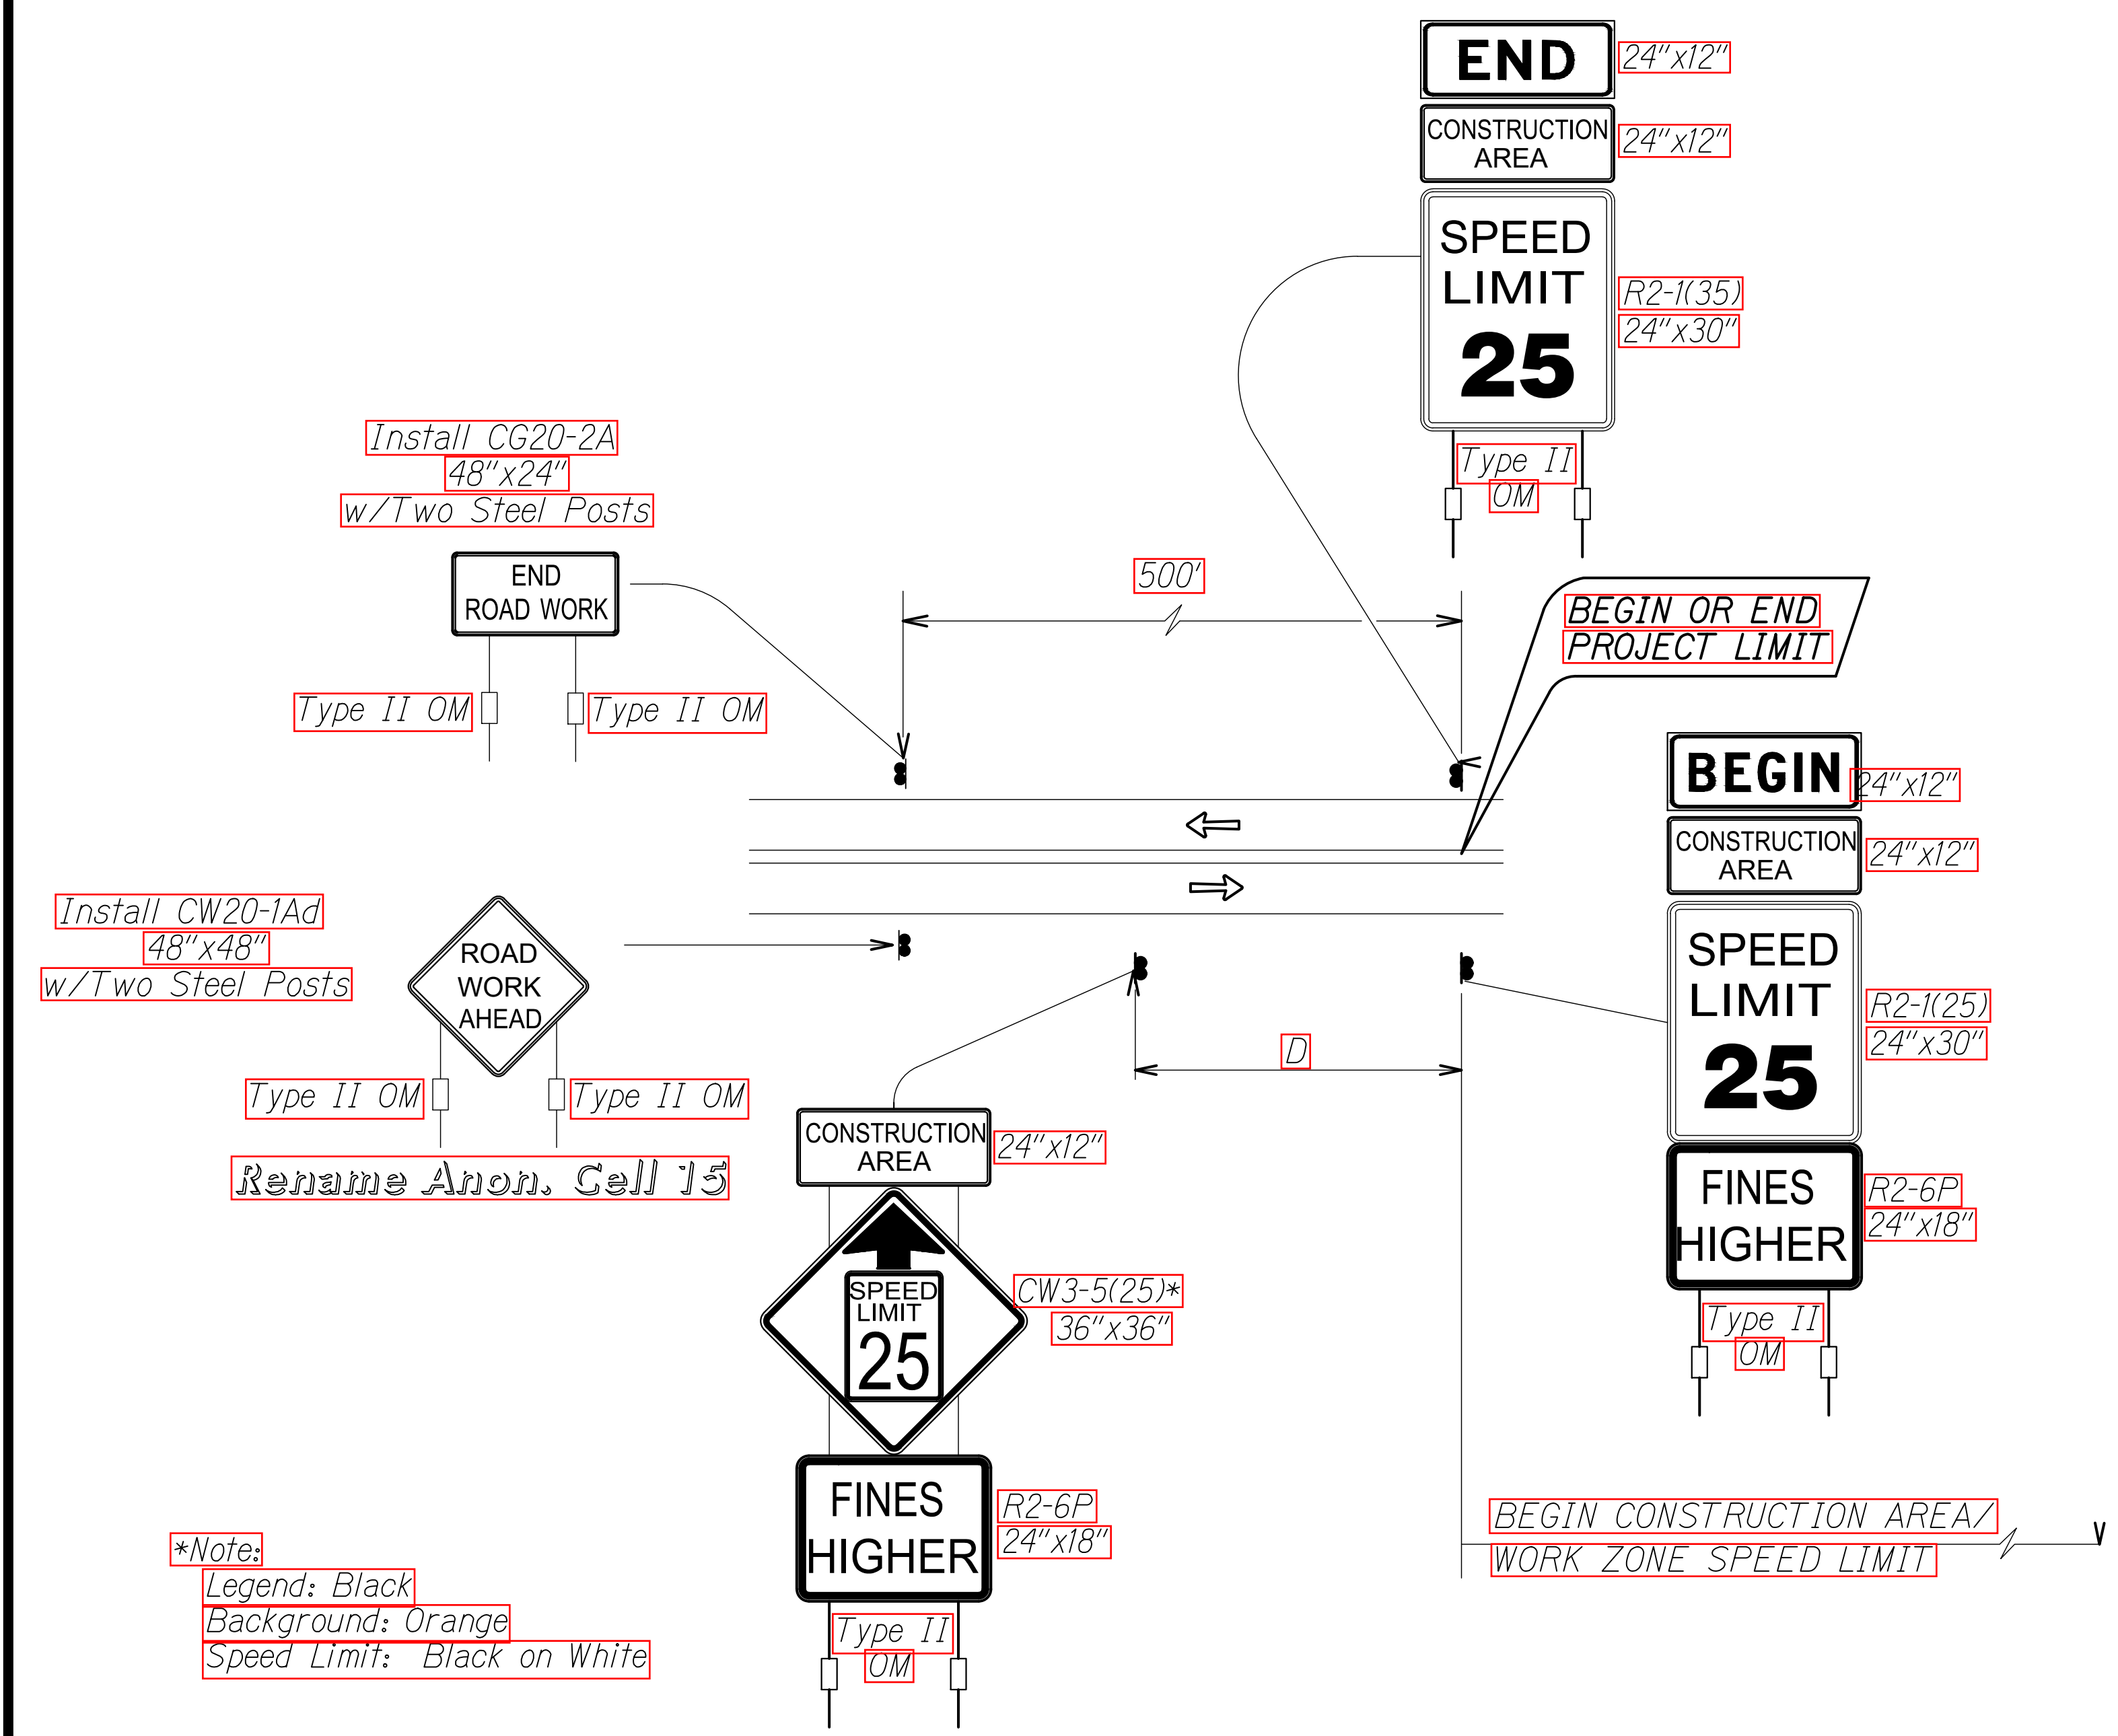 END
24"x12"
CONSTRUCTION
AREA
24"x12"
SPEED
LIMIT
25
R2-1(35)
24"x30"
Type II
OM
Install CG20-2A
48"x24"
w/Two Steel Posts
END
ROAD WORK
Type II OM
Type II OM
500'
BEGIN OR END
PROJECT LIMIT
BEGIN
24"x12"
CONSTRUCTION
AREA
24"x12"
SPEED
LIMIT
25
R2-1(25)
24"x30"
FINES
HIGHER
R2-6P
24"x18"
Type II
OM
Install CW20-1Ad
48"x48"
w/Two Steel Posts
ROAD
WORK
AHEAD
Type II OM
Type II OM
Rename Anon. Cell 15
D
CONSTRUCTION
AREA
24"x12"
SPEED
LIMIT
25
CW3-5(25)*
36"x36"
FINES
HIGHER
R2-6P
24"x18"
Type II
OM
BEGIN CONSTRUCTION AREA/
WORK ZONE SPEED LIMIT
*Note:
Legend: Black
Background: Orange
Speed Limit: Black on White